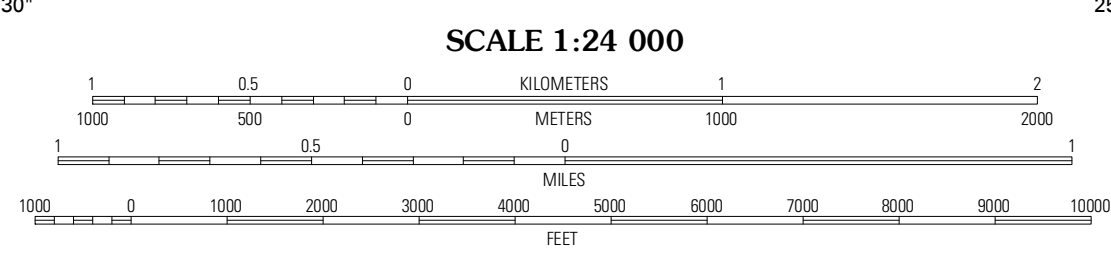 30" 25
SCALE 1:24 000
1 0.5 0 KILOMETERS 1 2
1000 500 0 METERS 1000 2000
1 0.5 0 1
MILES
1000 0 1000 2000 3000 4000 5000 6000 7000 8000 9000 10000
FEET